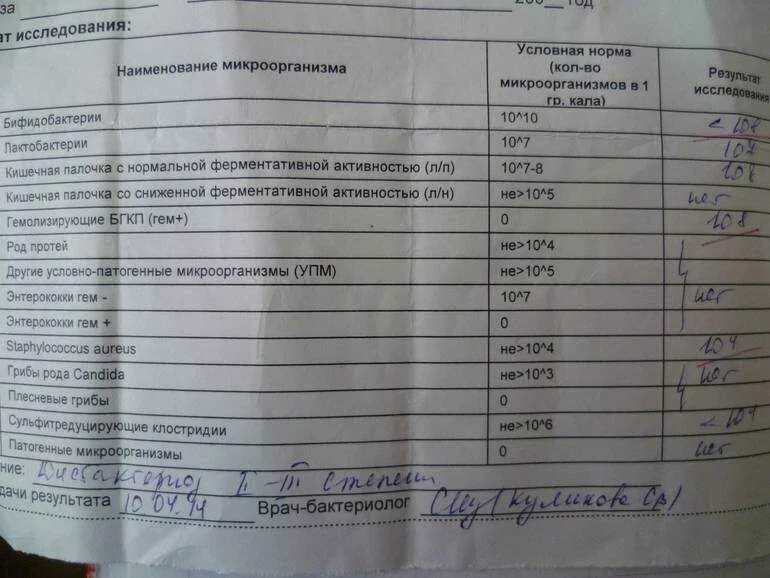 за 200__ год
ат исследования:
Наименование микроорганизма Условная норма (кол-во микроорганизмов в 1 гр. кала) Результат исследования
Бифидобактерии 10^10 < 10 8
Лактобактерии 10^7 10 7
Кишечная палочка с нормальной ферментативной активностью (л/п) 10^7-8 10 8
Кишечная палочка со сниженной ферментативной активностью (л/н) не>10^5 нет
Гемолизирующие БГКП (гем+) 0 10 8
Род протей не>10^4
Другие условно-патогенные микроорганизмы (УПМ) не>10^5
Энтерококки гем - 10^7 нет
Энтерококки гем + 0
Staphylococcus aureus не>10^4 10 4
Грибы рода Candida не>10^3 нет
Плесневые грибы 0
Сульфитредуцирующие клостридии не>10^6 <
Патогенные микроорганизмы 0 нет
ние: Дисбактериоз II-III степени
дачи результата 10.04.14 Врач-бактериолог (Куликова